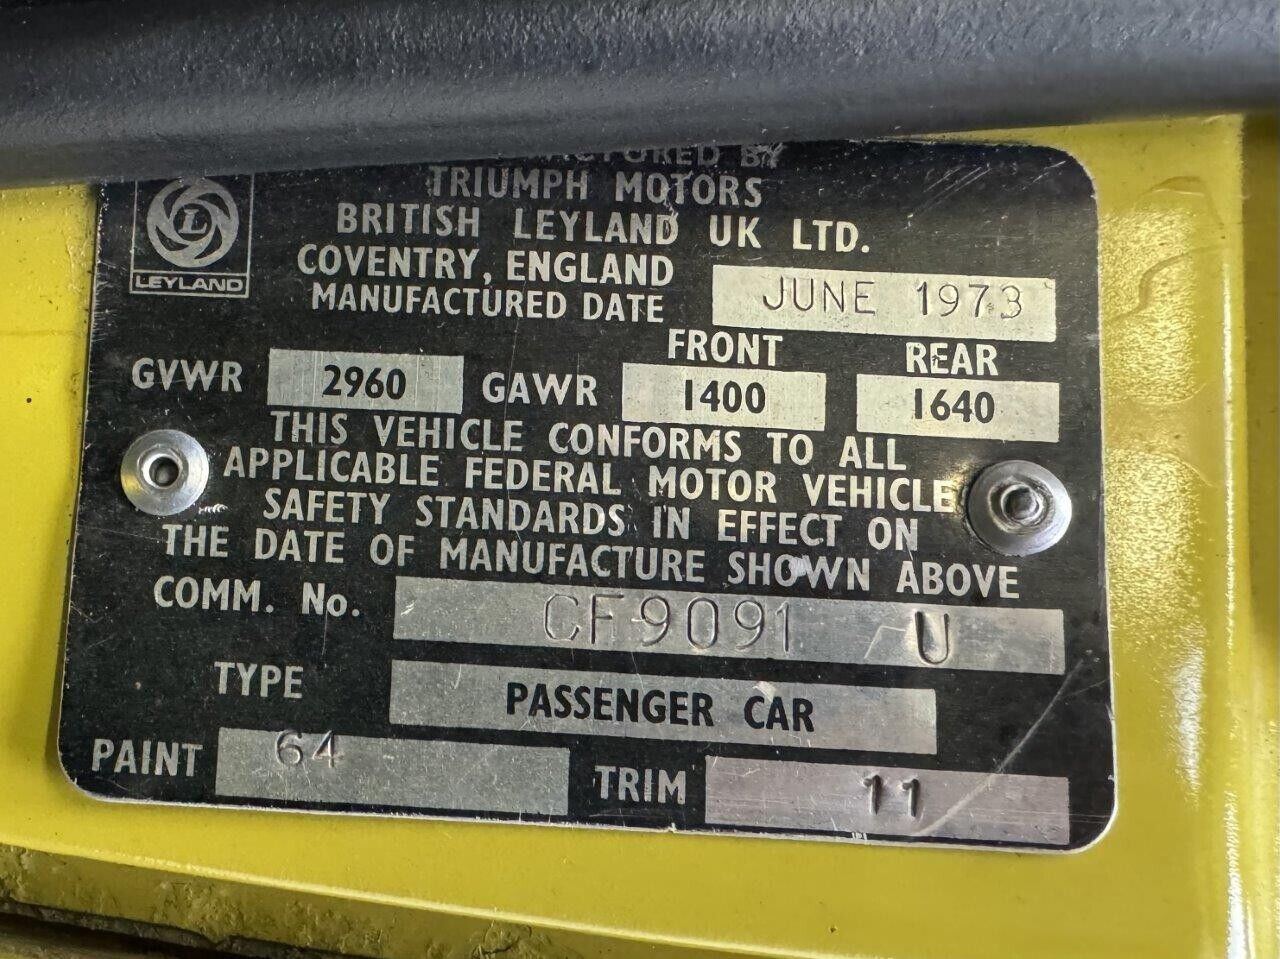 MANUFACTURED BY
TRIUMPH MOTORS
BRITISH LEYLAND UK LTD.
COVENTRY, ENGLAND
L
LEYLAND
MANUFACTURED DATE JUNE 1973
FRONT REAR
GVWR 2960 GAWR 1400 1640
THIS VEHICLE CONFORMS TO ALL
APPLICABLE FEDERAL MOTOR VEHICLE
SAFETY STANDARDS IN EFFECT ON
THE DATE OF MANUFACTURE SHOWN ABOVE
COMM. No. CF9091 U
TYPE PASSENGER CAR
PAINT 64 TRIM 11